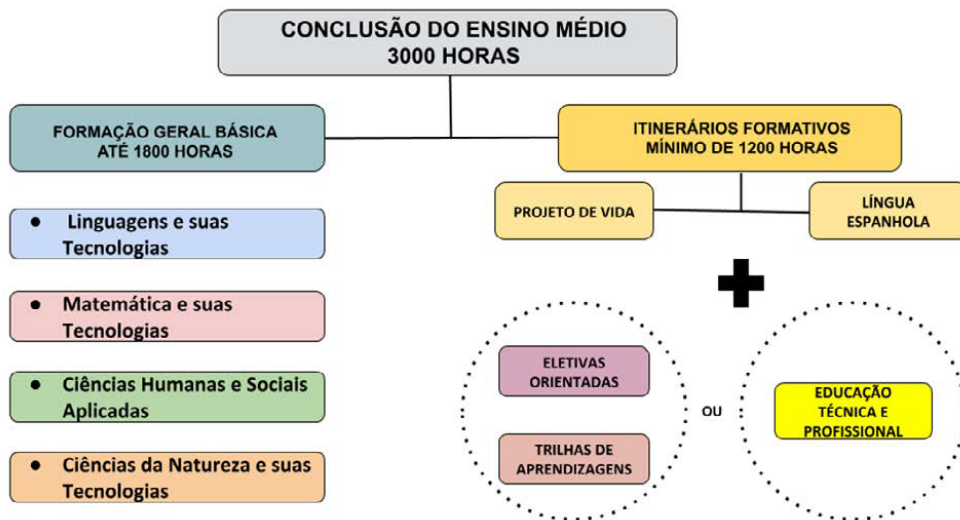 CONCLUSÃO DO ENSINO MÉDIO
3000 HORAS
FORMAÇÃO GERAL BÁSICA
ATÉ 1800 HORAS
ITINERÁRIOS FORMATIVOS
MÍNIMO DE 1200 HORAS
● Linguagens e suas
Tecnologias
● Matemática e suas
Tecnologias
● Ciências Humanas e Sociais
Aplicadas
● Ciências da Natureza e suas
Tecnologias
PROJETO DE VIDA
LÍNGUA
ESPANHOLA
ELETIVAS
ORIENTADAS
TRILHAS DE
APRENDIZAGENS
OU
EDUCAÇÃO
TÉCNICA E
PROFISSIONAL